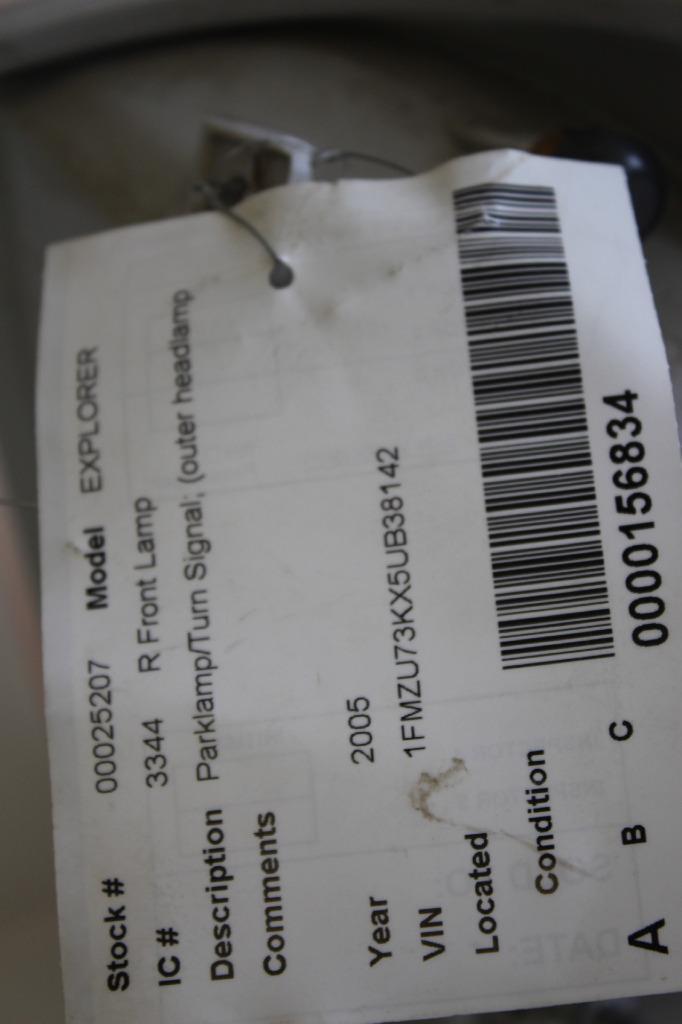 Stock # 00025207 Model EXPLORER
IC # 3344 R Front Lamp
Description Parklamp/Turn Signal; (outer headlamp
Comments
Year 2005
VIN 1FMZU73KX5UB38142
Located
Condition
A B C 0000156834